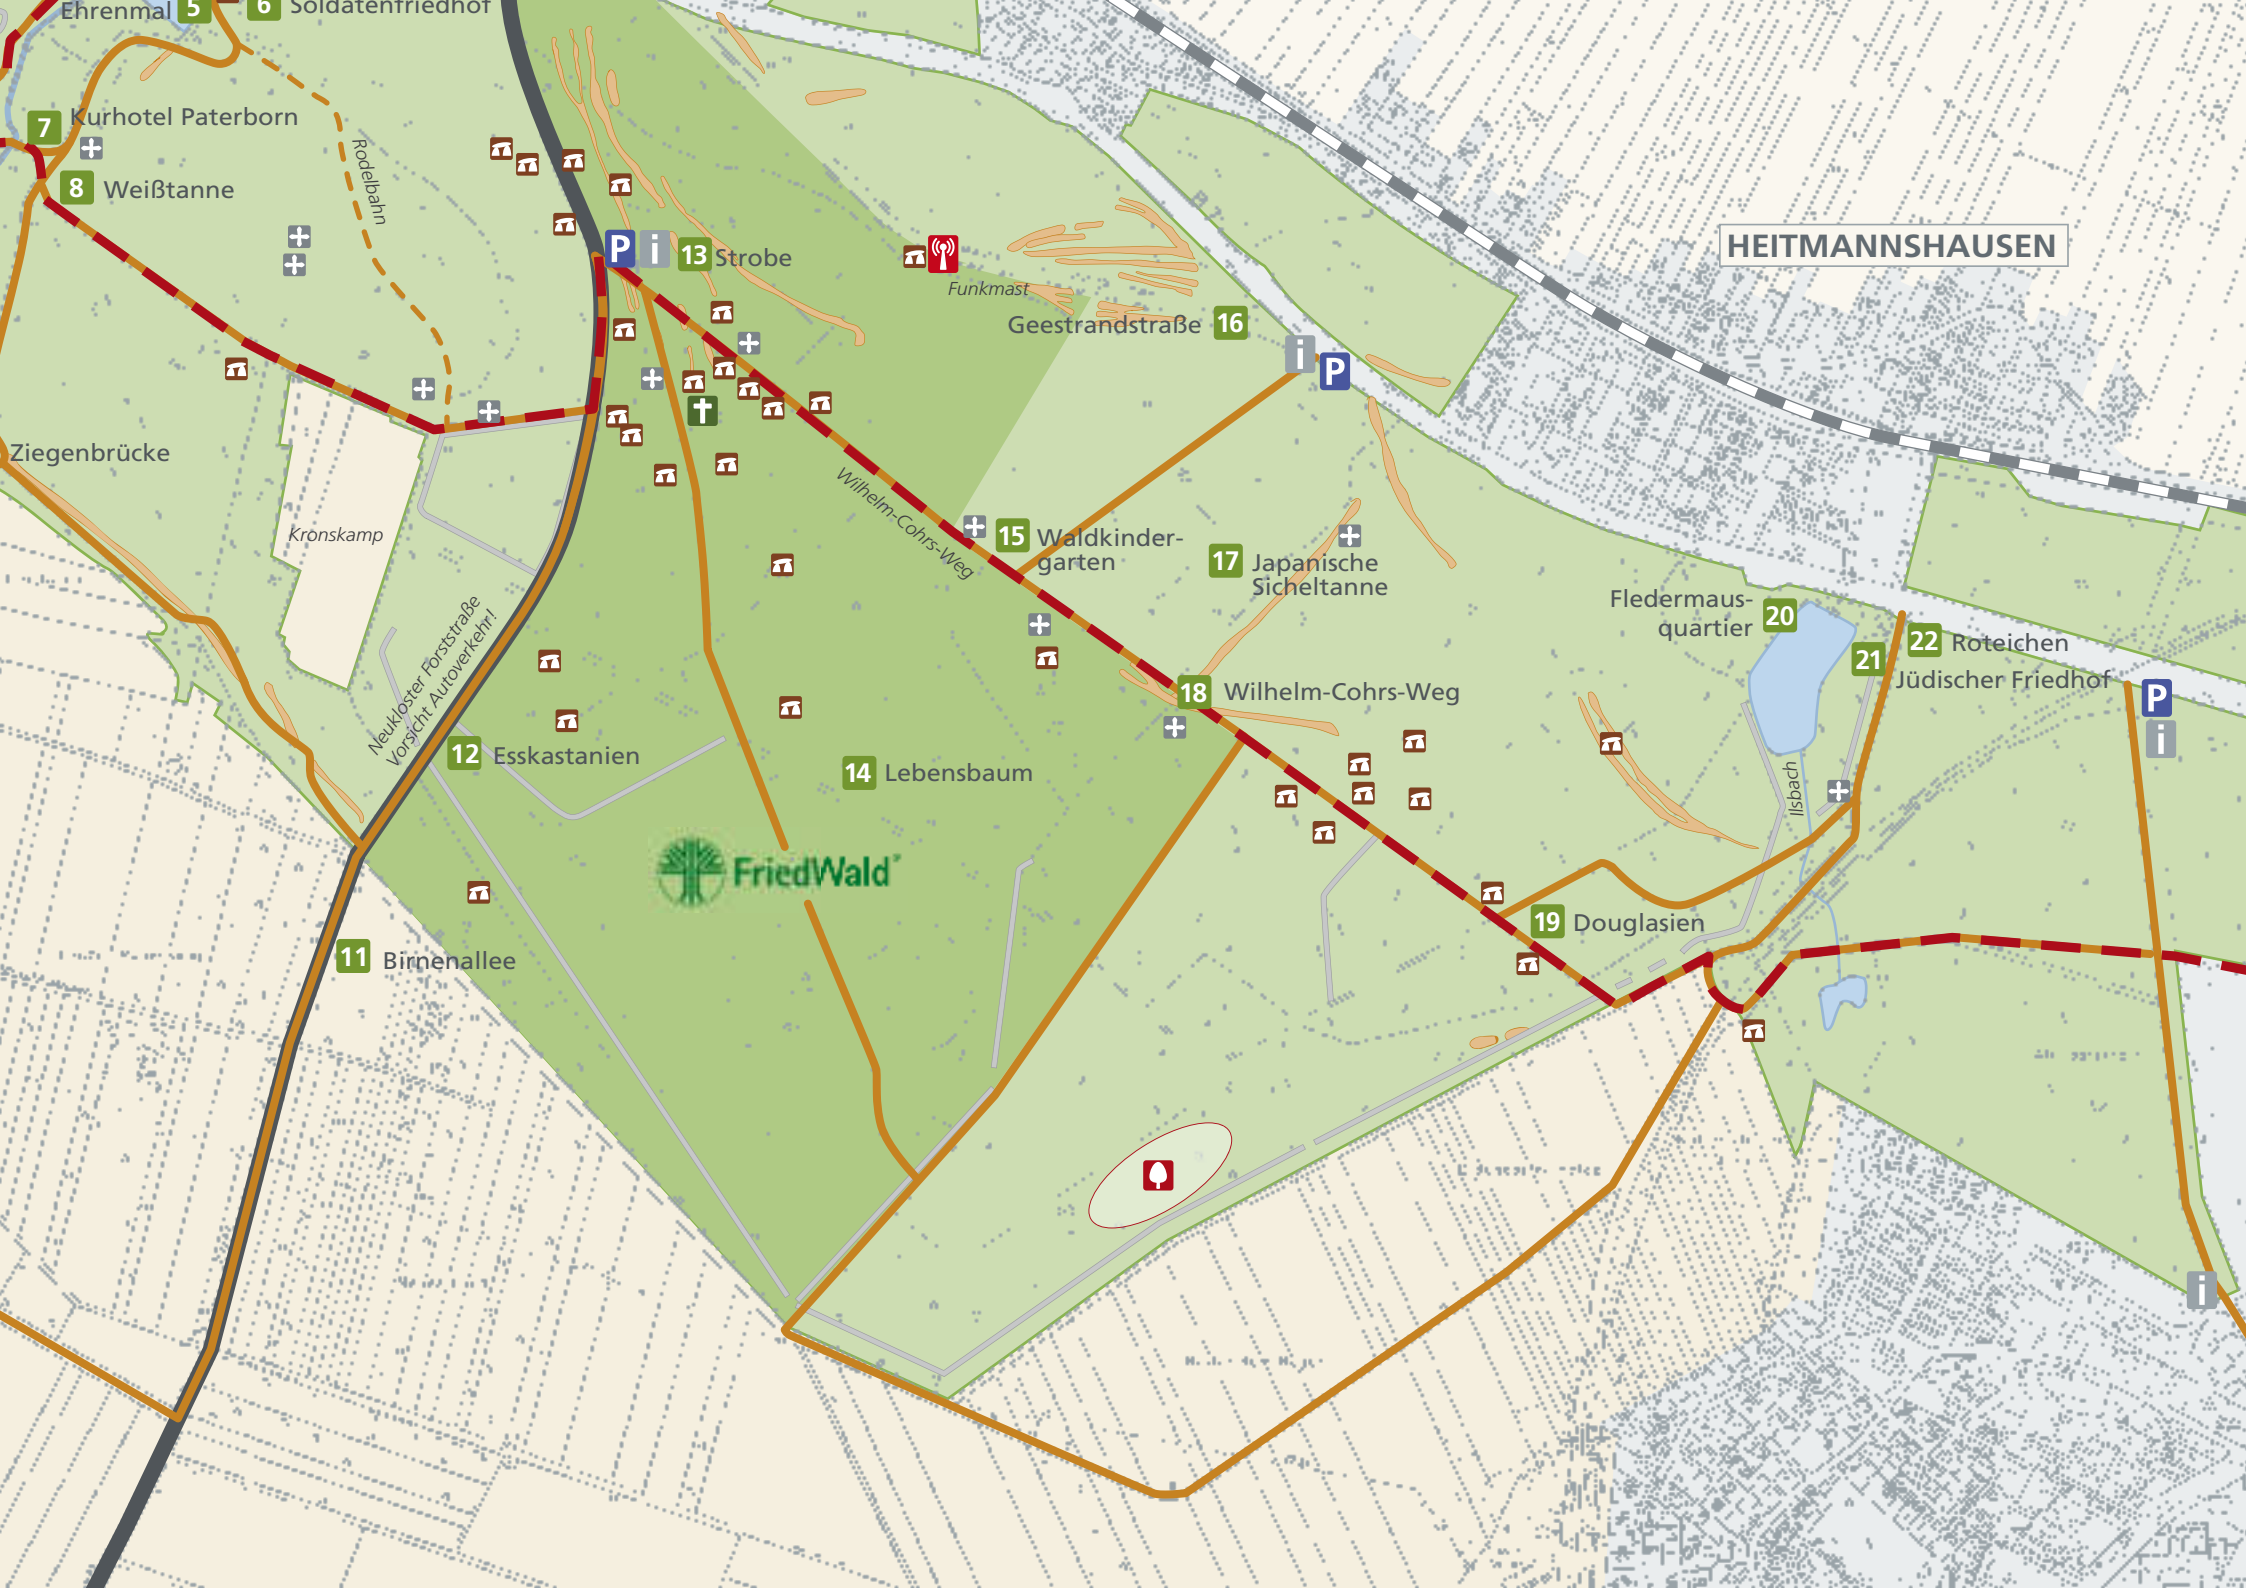 Ehrenmal 5
6 Soldatenfriedhof
7 Kurhotel Paterborn
8 Weißtanne
Rodelbahn
P i 13 Strobe
Funkmast
Geestrandstraße 16
i P
B 7
HEITMANNSHAUSEN
Ziegenbrücke
Kronskamp
Wilhelm-Cohrs-Weg
15 Waldkinder-
garten
17 Japanische
Sicheltanne
Fledermaus-
quartier
20
22 Roteichen
21
Jüdischer Friedhof
P
i
Neukloster Forststraße
Vorsicht Autoverkehr!
18 Wilhelm-Cohrs-Weg
12 Esskastanien
14 Lebensbaum
Ilsbach
FriedWald
19 Douglasien
11 Birnenallee
i